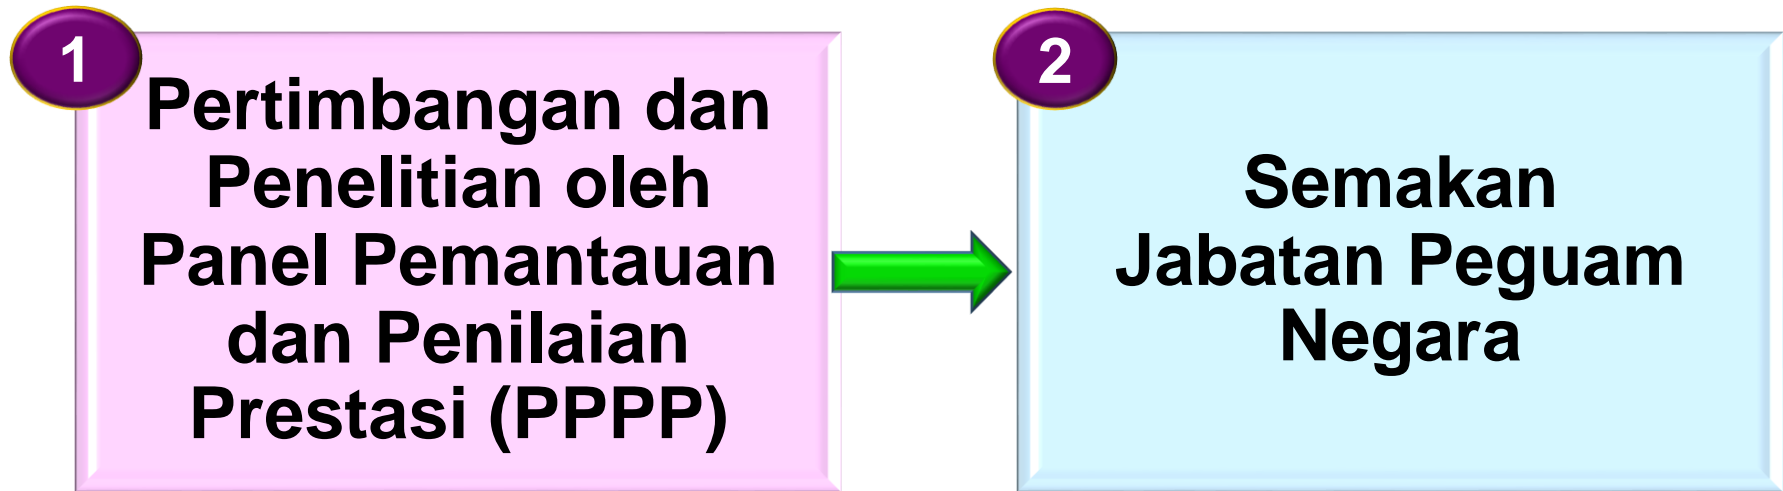 1
Pertimbangan dan
Penelitian oleh
Panel Pemantauan
dan Penilaian
Prestasi (PPPP)
2
Semakan
Jabatan Peguam
Negara